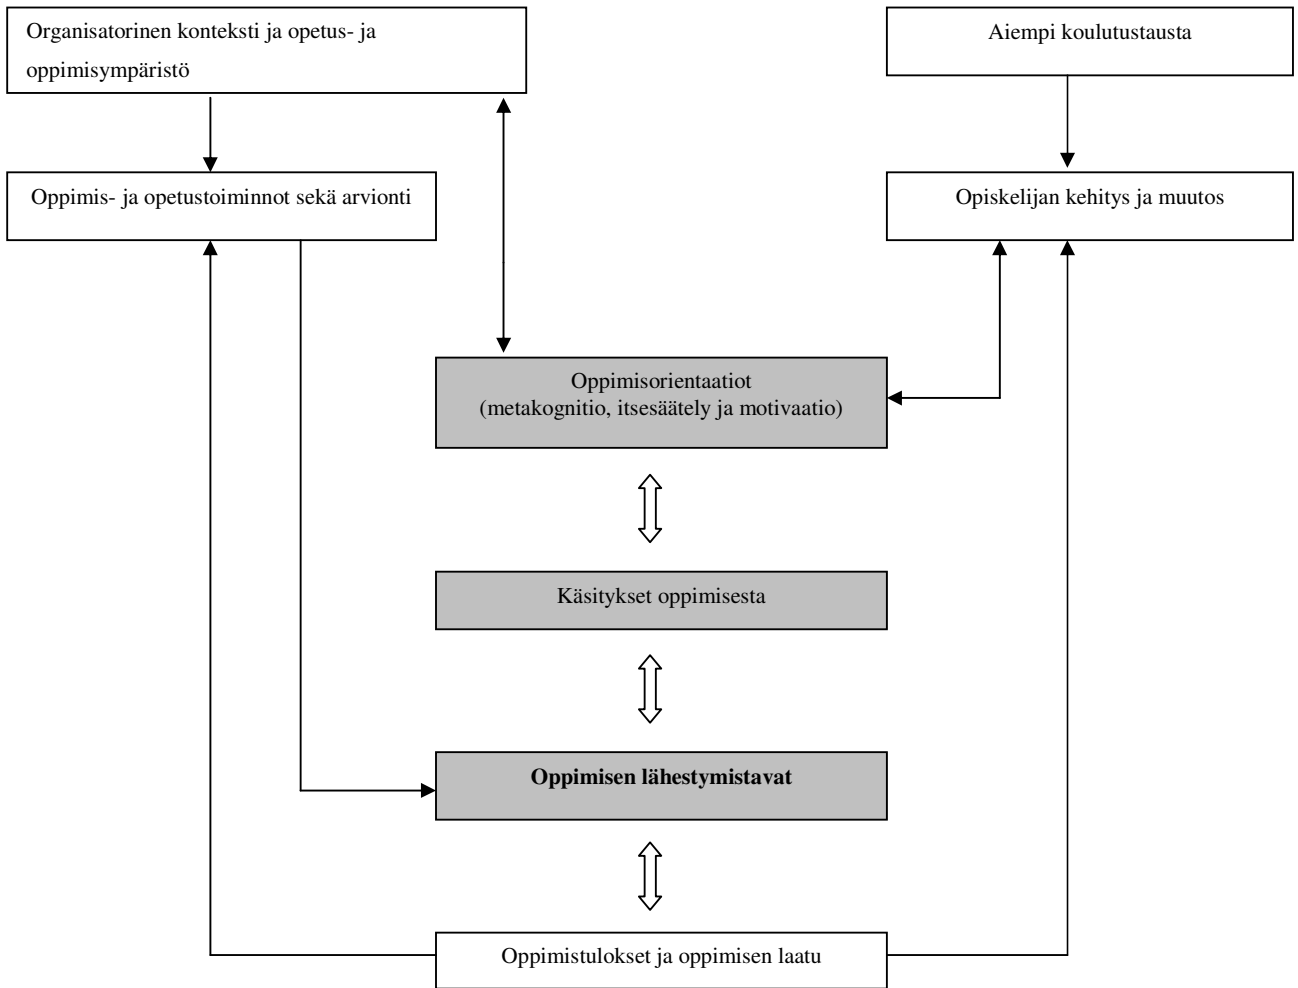 Organisatorinen konteksti ja opetus- ja
oppimisympäristö
Aiempi koulutustausta
Oppimis- ja opetustoiminnot sekä arvionti
Opiskelijan kehitys ja muutos
Oppimisorientaatiot
(metakognitio, itsesäätely ja motivaatio)
Käsitykset oppimisesta
Oppimisen lähestymistavat
Oppimistulokset ja oppimisen laatu